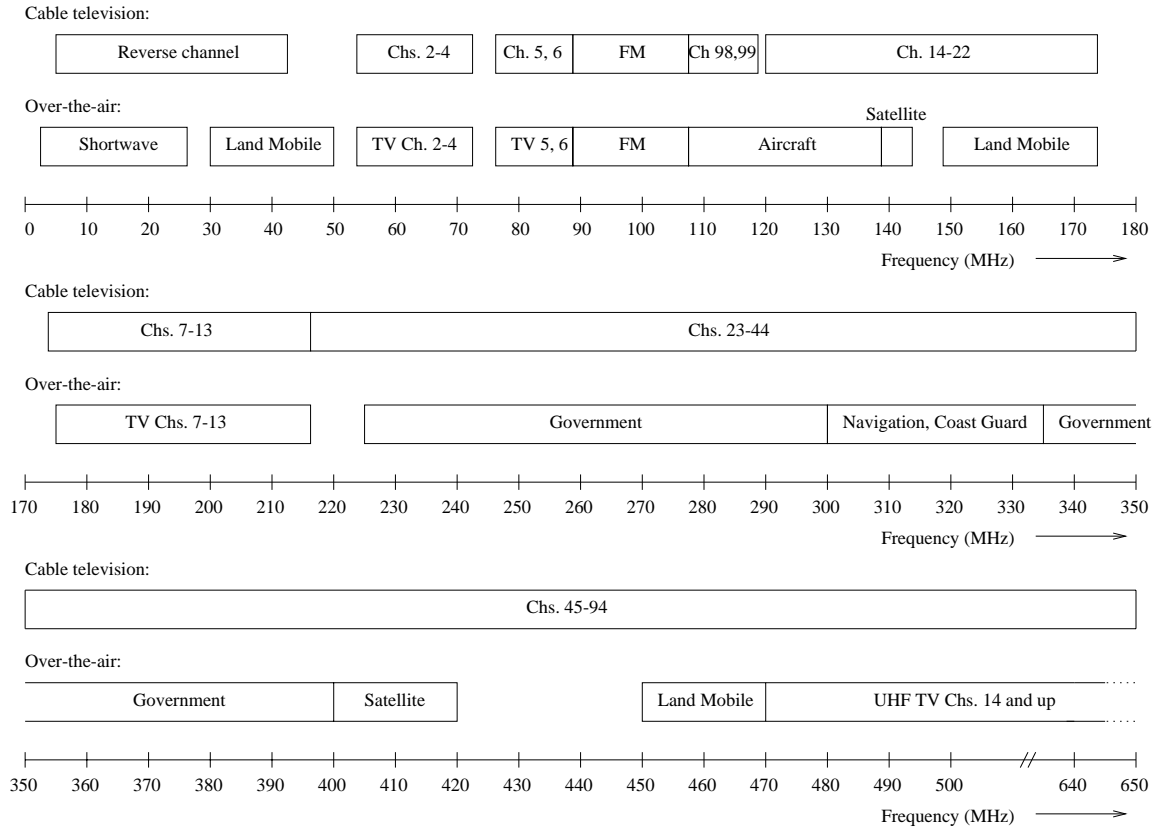 Cable television:
Reverse channel Chs. 2-4 Ch. 5, 6 FM Ch 98,99 Ch. 14-22
Over-the-air:
Satellite
Shortwave Land Mobile TV Ch. 2-4 TV 5, 6 FM Aircraft Land Mobile
0 10 20 30 40 50 60 70 80 90 100 110 120 130 140 150 160 170 180
Frequency (MHz)
Cable television:
Chs. 7-13 Chs. 23-44
Over-the-air:
TV Chs. 7-13 Government Navigation, Coast Guard Government
170 180 190 200 210 220 230 240 250 260 270 280 290 300 310 320 330 340 350
Frequency (MHz)
Cable television:
Chs. 45-94
Over-the-air:
Government Satellite Land Mobile UHF TV Chs. 14 and up
350 360 370 380 390 400 410 420 430 440 450 460 470 480 490 500 640 650
Frequency (MHz)